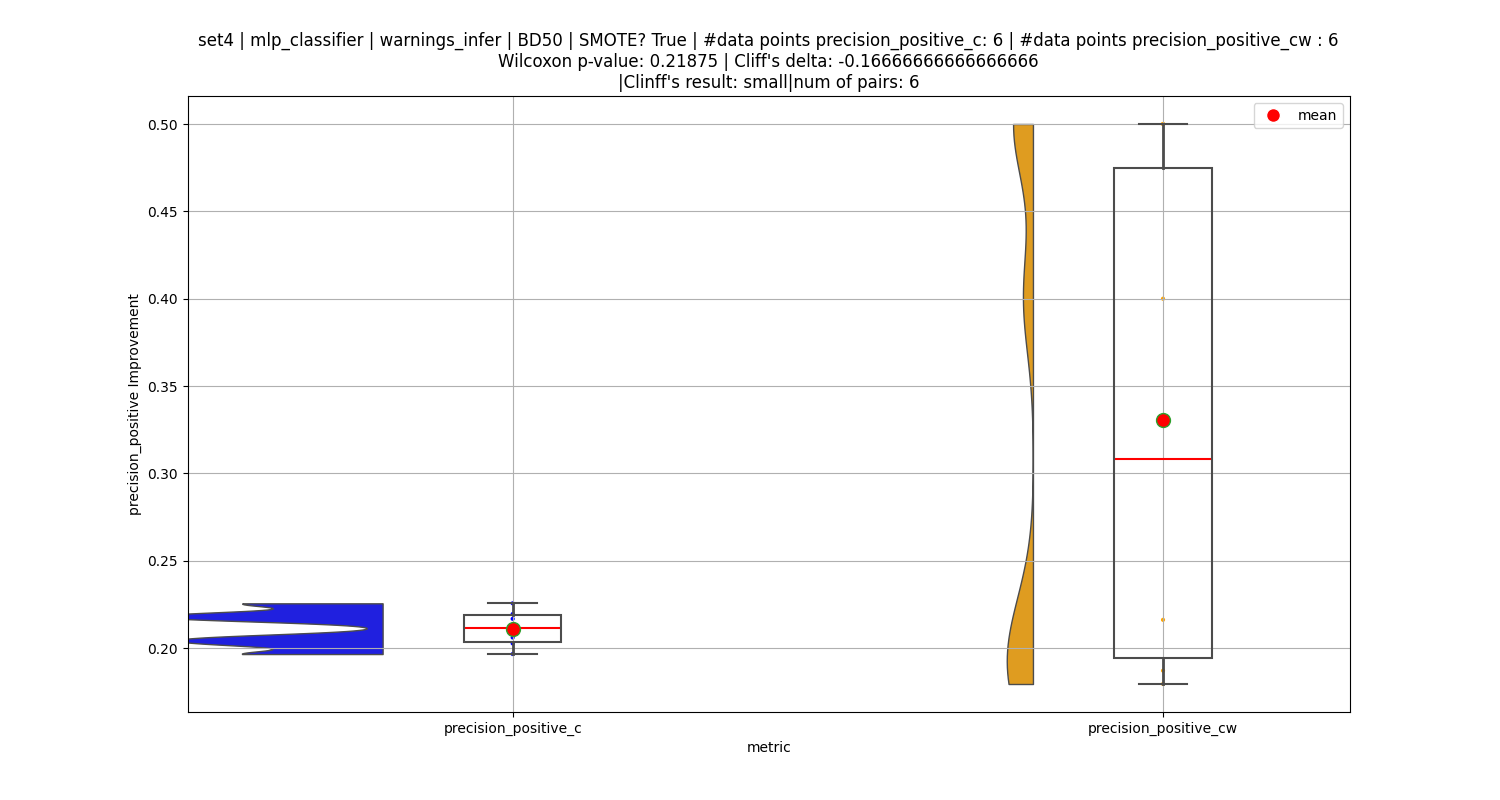 set4 | mlp_classifier | warnings_infer | BD50 | SMOTE? True | #data points precision_positive_c: 6 | #data points precision_positive_cw : 6
Wilcoxon p-value: 0.21875 | Cliff's delta: -0.16666666666666666
|Clinff's result: small|num of pairs: 6
mean
precision_positive Improvement
0.50
0.45
0.40
0.35
0.30
0.25
0.20
precision_positive_c
precision_positive_cw
metric